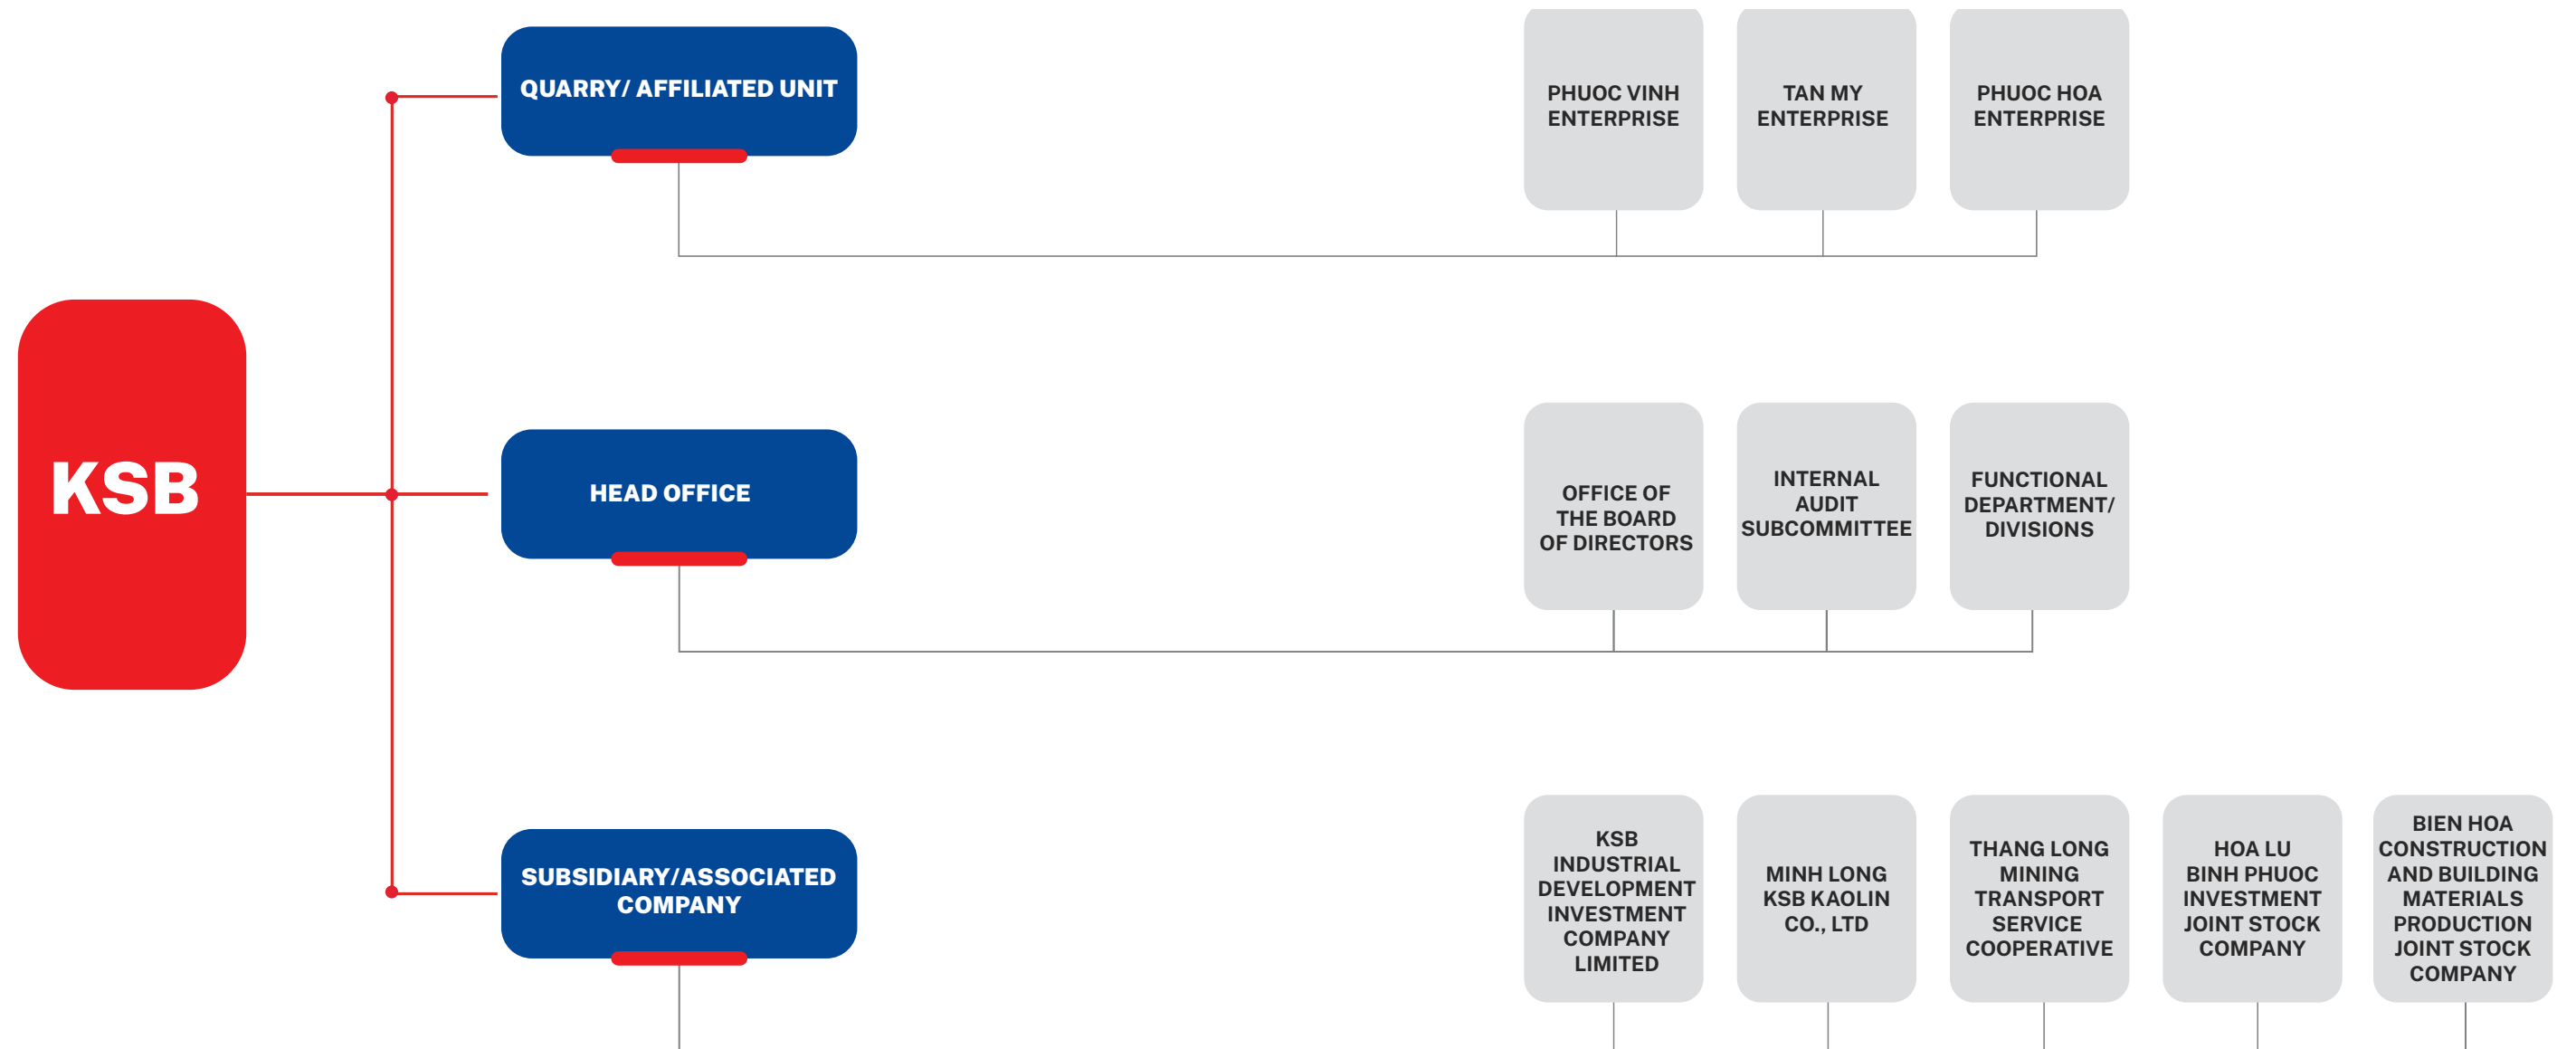 KSB
QUARRY/ AFFILIATED UNIT
PHUOC VINH
ENTERPRISE
TAN MY
ENTERPRISE
PHUOC HOA
ENTERPRISE
HEAD OFFICE
OFFICE OF
THE BOARD
OF DIRECTORS
INTERNAL
AUDIT
SUBCOMMITTEE
FUNCTIONAL
DEPARTMENT/
DIVISIONS
SUBSIDIARY/ASSOCIATED
COMPANY
KSB
INDUSTRIAL
DEVELOPMENT
INVESTMENT
COMPANY
LIMITED
MINH LONG
KSB KAOLIN
CO., LTD
THANG LONG
MINING
TRANSPORT
SERVICE
COOPERATIVE
HOA LU
BINH PHUOC
INVESTMENT
JOINT STOCK
COMPANY
BIEN HOA
CONSTRUCTION
AND BUILDING
MATERIALS
PRODUCTION
JOINT STOCK
COMPANY